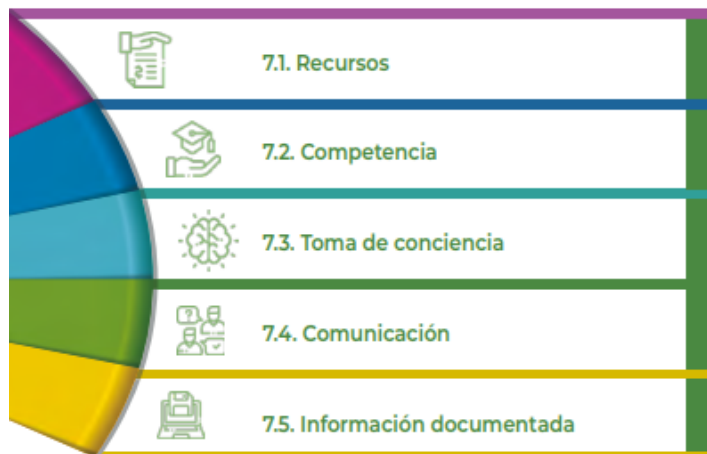 7.1. Recursos
7.2. Competencia
7.3. Toma de conciencia
7.4. Comunicación
7.5. Información documentada